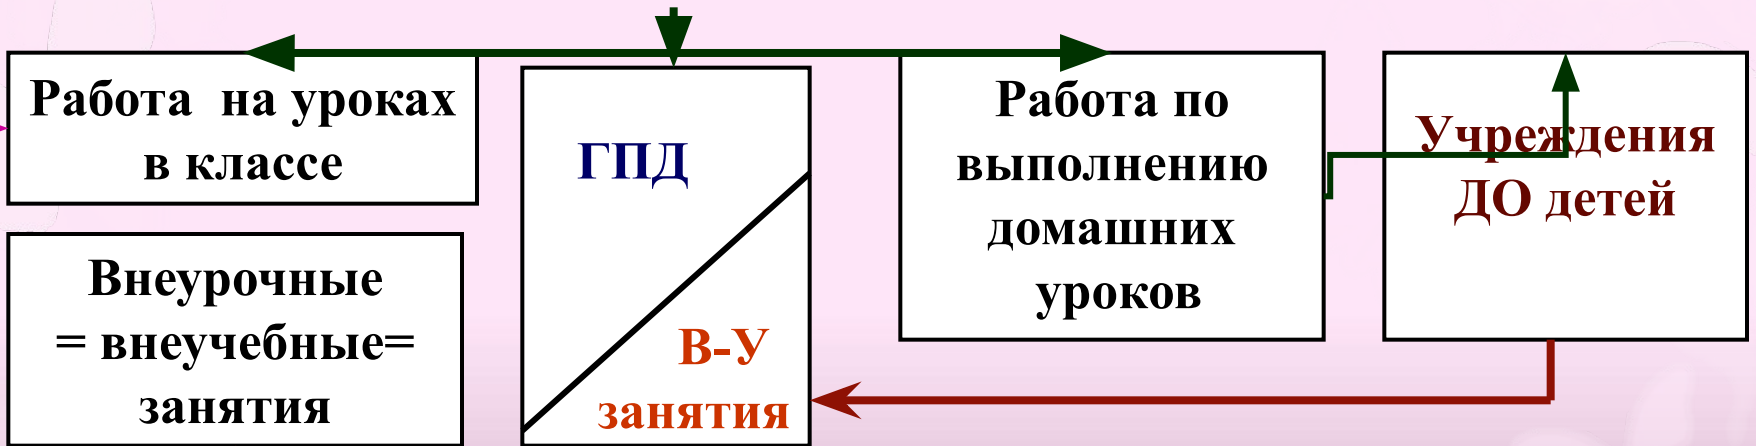 Работа на уроках
в классе
Внеурочные
= внеучебные=
занятия
ГПД
В-У
занятия
Работа по
выполнению
домашних
уроков
Учреждения
ДО детей